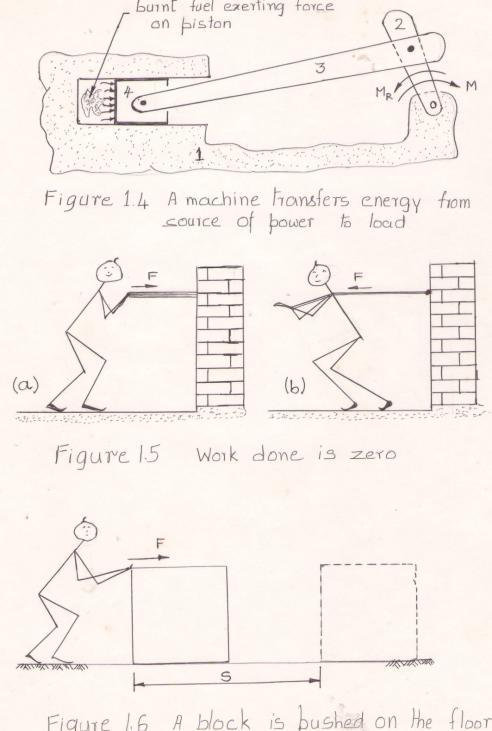 burnt fuel exerting force
on piston
2
3
4
MR M
1
Figure 1.4 A machine transfers energy from
source of power to load
F
F
(a)
(b)
Figure 1.5 Work done is zero
F
S
Figure 1.6 A block is pushed on the floor